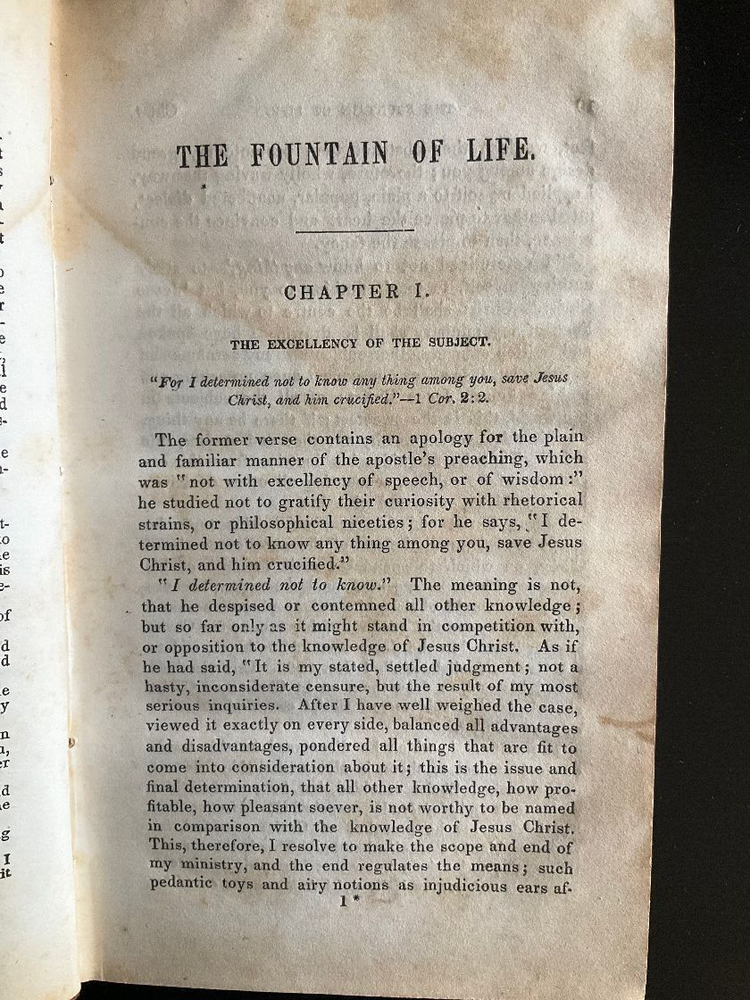 THE FOUNTAIN OF LIFE.
CHAPTER I.
THE EXCELLENCY OF THE SUBJECT.
"For I determined not to know any thing among you, save Jesus
Christ, and him crucified."—1 Cor. 2:2.
The former verse contains an apology for the plain
and familiar manner of the apostle's preaching, which
was "not with excellency of speech, or of wisdom:"
he studied not to gratify their curiosity with rhetorical
strains, or philosophical niceties; for he says, "I de-
termined not to know any thing among you, save Jesus
Christ, and him crucified."
"I determined not to know." The meaning is not,
that he despised or contemned all other knowledge;
but so far only as it might stand in competition with,
or opposition to the knowledge of Jesus Christ. As if
he had said, "It is my stated, settled judgment; not a
hasty, inconsiderate censure, but the result of my most
serious inquiries. After I have well weighed the case,
viewed it exactly on every side, balanced all advantages
and disadvantages, pondered all things that are fit to
come into consideration about it; this is the issue and
final determination, that all other knowledge, how pro-
fitable, how pleasant soever, is not worthy to be named
in comparison with the knowledge of Jesus Christ.
This, therefore, I resolve to make the scope and end of
my ministry, and the end regulates the means; such
pedantic toys and airy notions as injudicious ears af-
1*